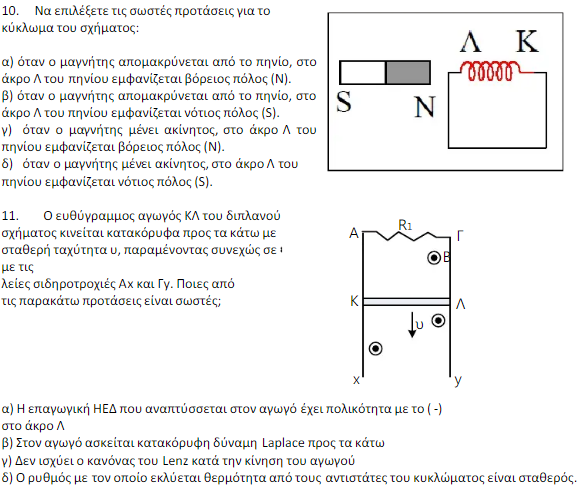 10. Να επιλέξετε τις σωστές προτάσεις για το
κύκλωμα του σχήματος:
α) όταν ο μαγνήτης απομακρύνεται από το πηνίο, στο
άκρο Λ του πηνίου εμφανίζεται βόρειος πόλος (Ν).
β) όταν ο μαγνήτης απομακρύνεται από το πηνίο, στο
άκρο Λ του πηνίου εμφανίζεται νότιος πόλος (S).
γ) όταν ο μαγνήτης μένει ακίνητος, στο άκρο Λ του
πηνίου εμφανίζεται βόρειος πόλος (Ν).
δ) όταν ο μαγνήτης μένει ακίνητος, στο άκρο Λ του
πηνίου εμφανίζεται νότιος πόλος (S).
Λ K
S N
11. Ο ευθύγραμμος αγωγός ΚΛ του διπλανού
σχήματος κινείται κατακόρυφα προς τα κάτω με
σταθερή ταχύτητα υ, παραμένοντας συνεχώς σε
με τις
λείες σιδηροτροχιές Αx και Γy. Ποιες από
τις παρακάτω προτάσεις είναι σωστές;
A R1 Γ
B
K Λ
υ
x y
α) Η επαγωγική ΗΕΔ που αναπτύσσεται στον αγωγό έχει πολικότητα με το ( -)
στο άκρο Λ
β) Στον αγωγό ασκείται κατακόρυφη δύναμη Laplace προς τα κάτω
γ) Δεν ισχύει ο κανόνας του Lenz κατά την κίνηση του αγωγού
δ) Ο ρυθμός με τον οποίο εκλύεται θερμότητα από τους αντιστάτες του κυκλώματος είναι σταθερός.